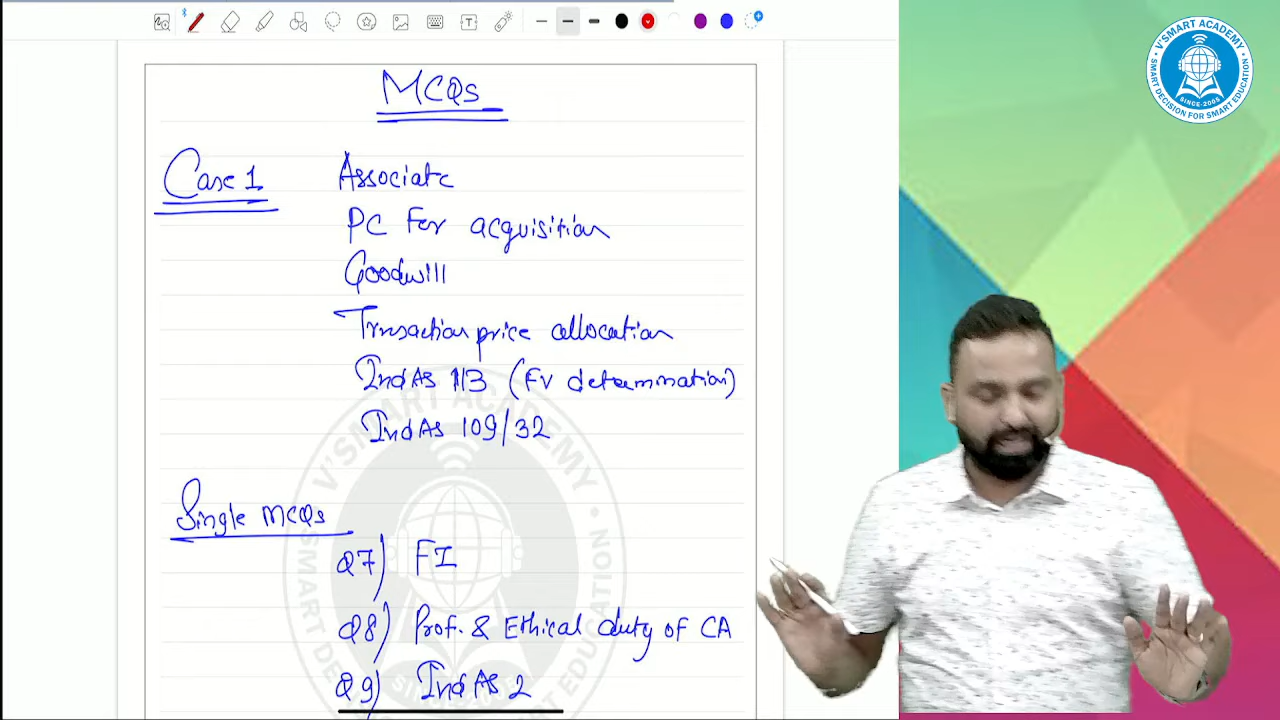 MCQs
Case 1
Associate
PC For acquisition
Goodwill
Transaction price allocation
Ind AS 113 (FV determination)
Ind AS 109/32
Single MCQs
Q7) FI
Q8) Prof. & Ethical duty of CA
Q9) Ind AS 2
V'SMART ACADEMY
SMART DECISION FOR SMART EDUCATION
SINCE-2005